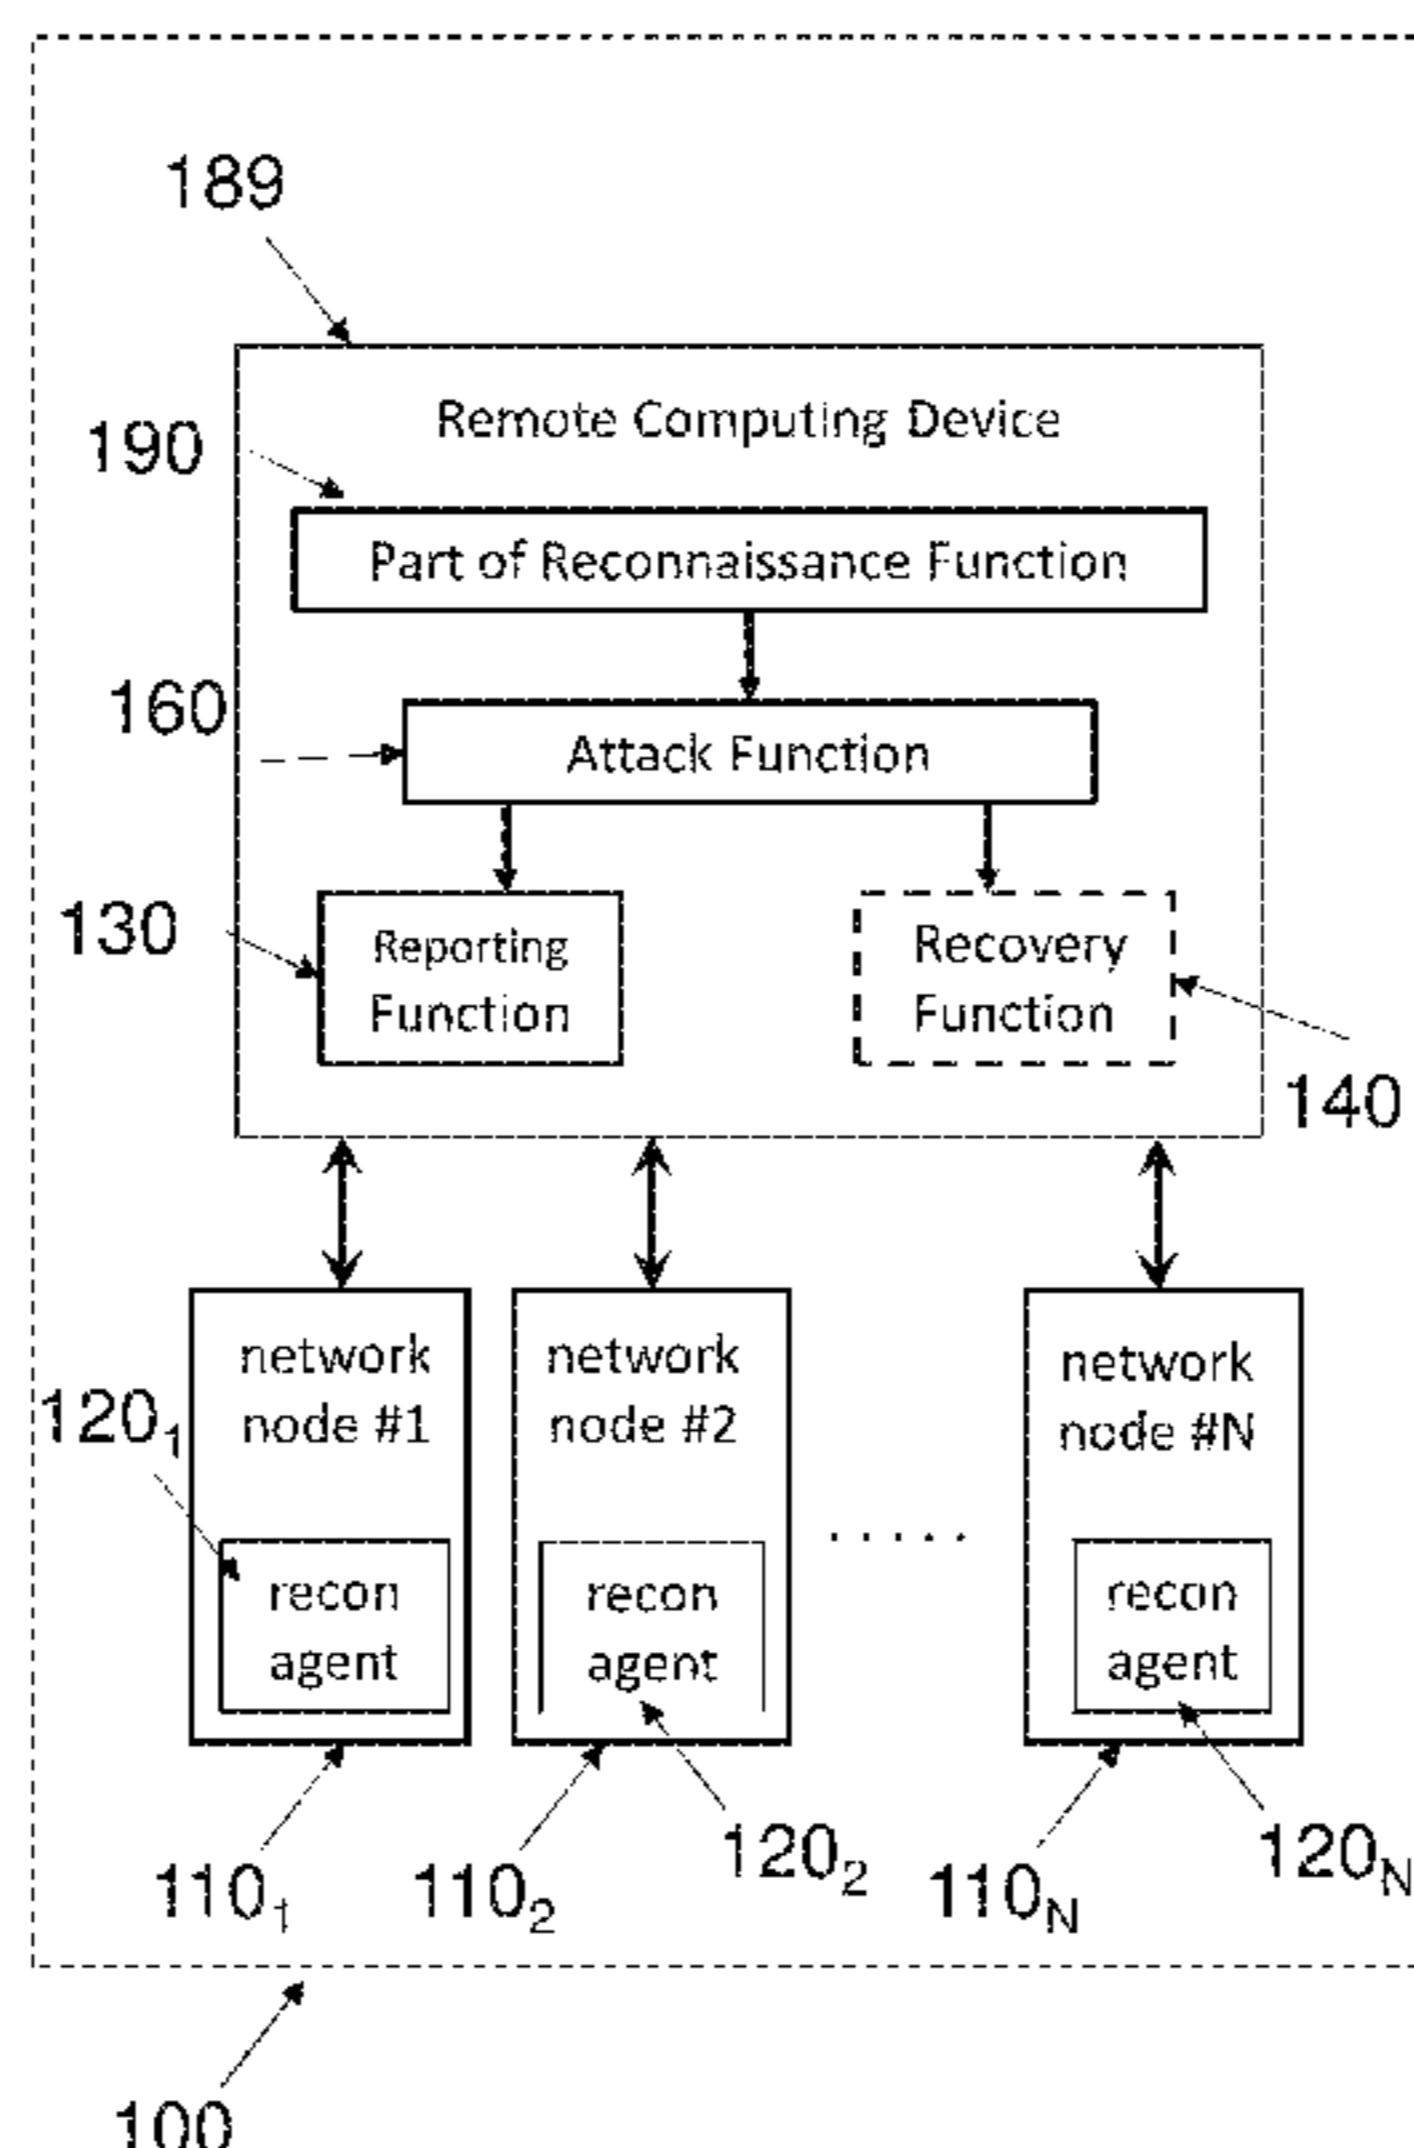 189
Remote Computing Device
190
Part of Reconnaissance Function
160
Attack Function
130
Reporting
Function
Recovery
Function
140
network
node #1
network
node #2
network
node #N
120₁
.....
recon
agent
recon
agent
recon
agent
110₁
110₂
120₂
110N
120N
100